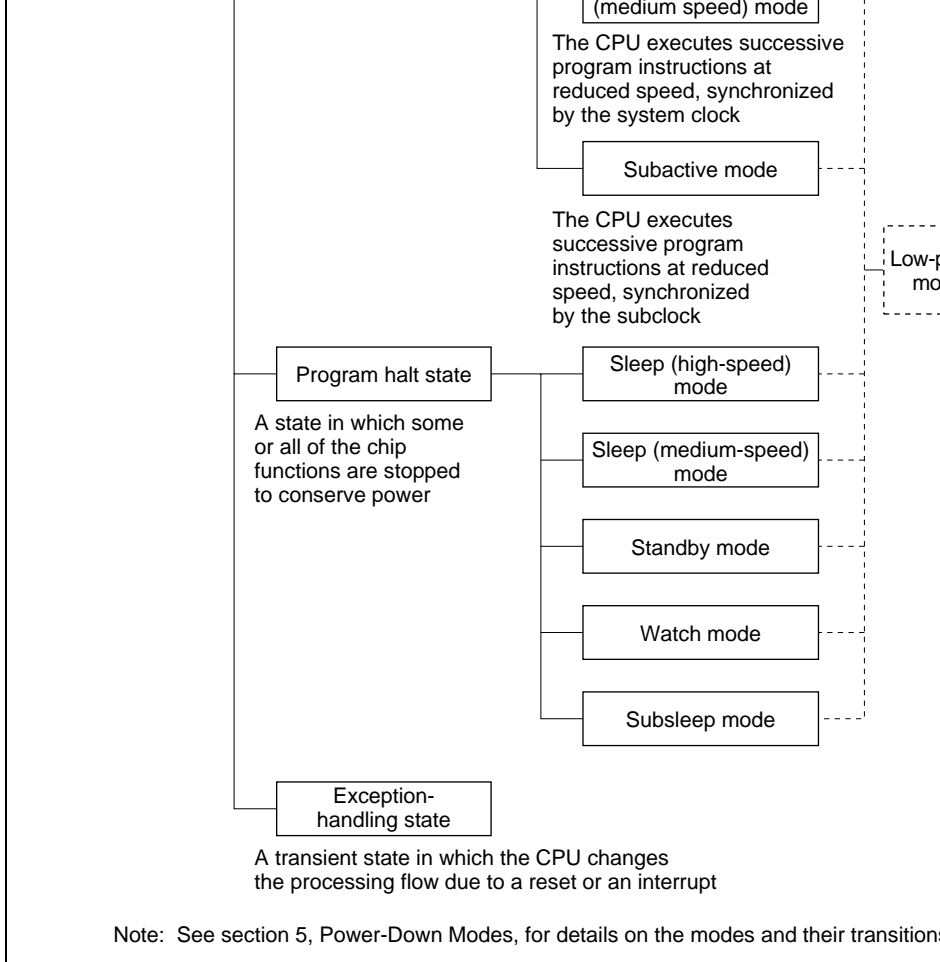 (medium speed) mode
The CPU executes successive
program instructions at
reduced speed, synchronized
by the system clock
Subactive mode
The CPU executes
successive program
instructions at reduced
speed, synchronized
by the subclock
Program halt state
A state in which some
or all of the chip
functions are stopped
to conserve power
Sleep (high-speed)
mode
Sleep (medium-speed)
mode
Standby mode
Watch mode
Subsleep mode
Exception-
handling state
A transient state in which the CPU changes
the processing flow due to a reset or an interrupt
Note: See section 5, Power-Down Modes, for details on the modes and their transitions